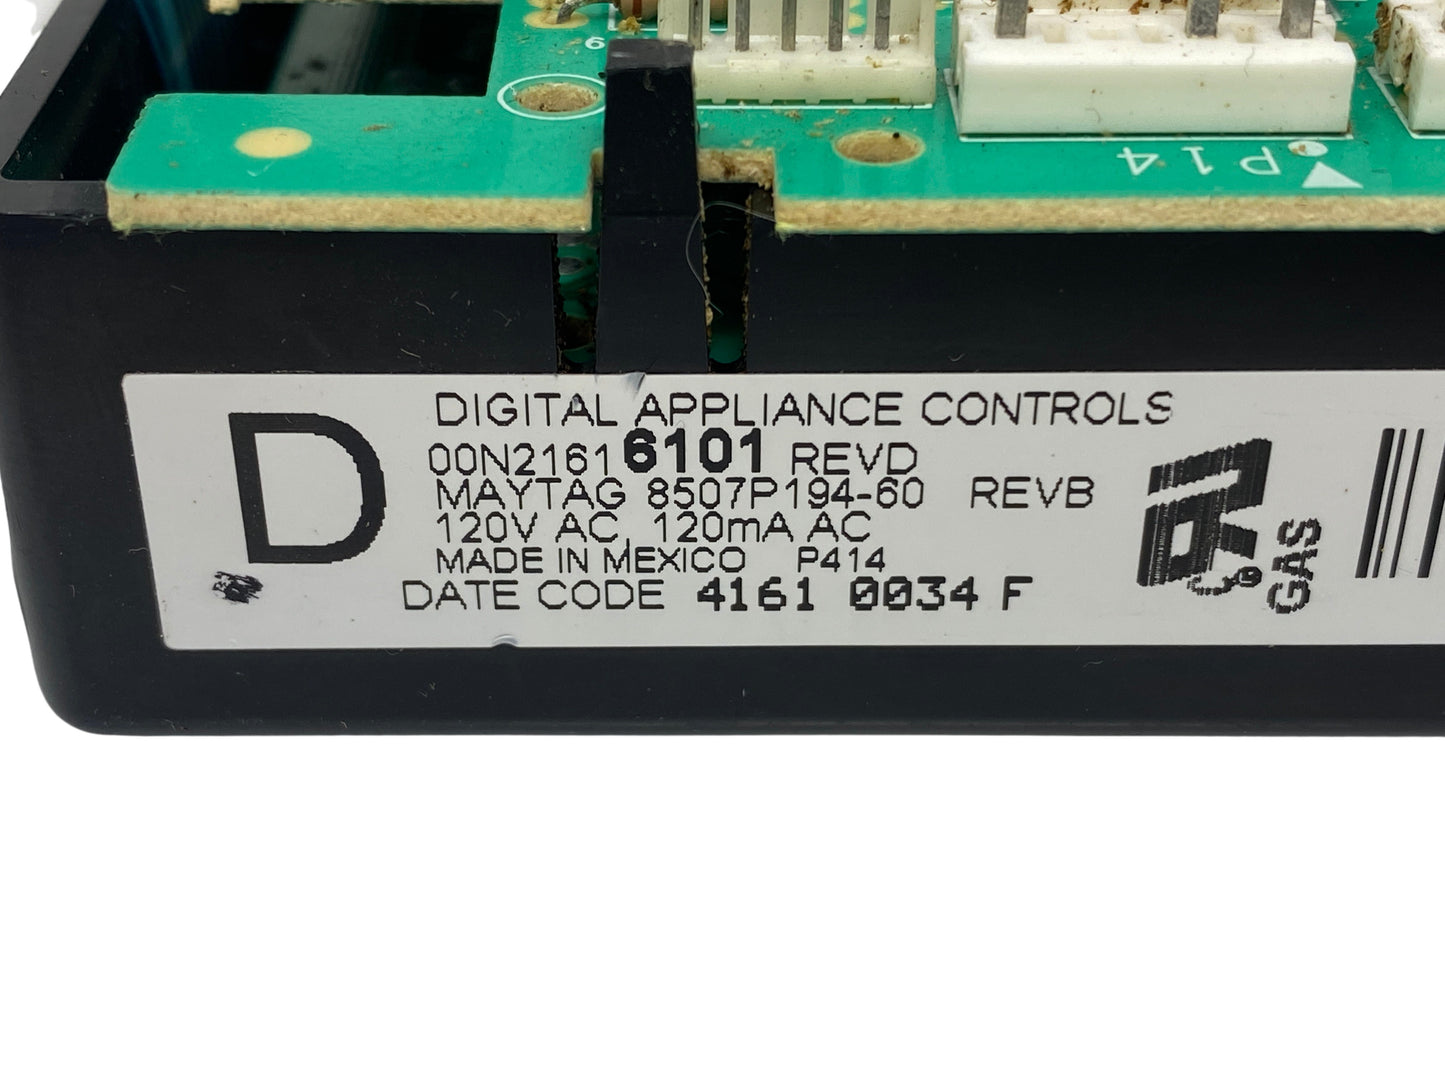 9
P14
D
DIGITAL APPLIANCE CONTROLS
00N21616101 REVD
MAYTAG 8507P194-60 REVB
120V AC, 120mA AC
MADE IN MEXICO P414
DATE CODE 4161 0034 F
GAS